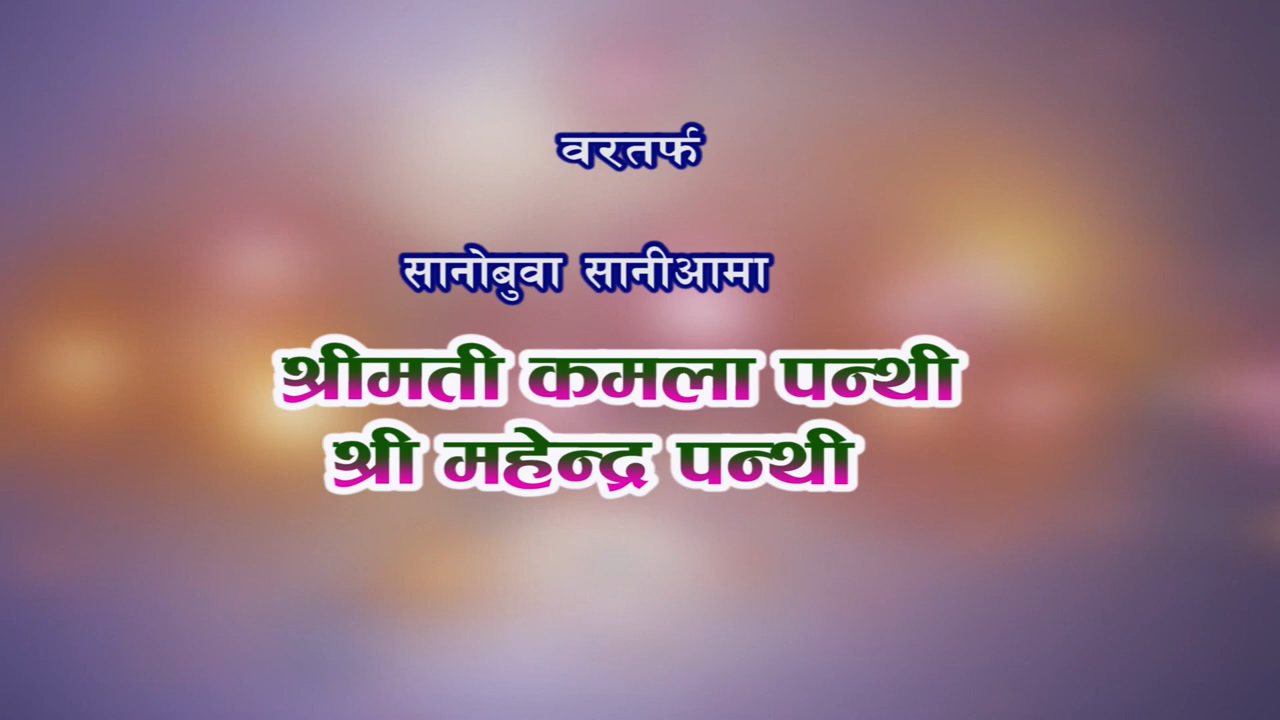 वरतर्फ
सानोबुवा सानीआमा
श्रीमती कमला पन्थी
श्री महेन्द्र पन्थी